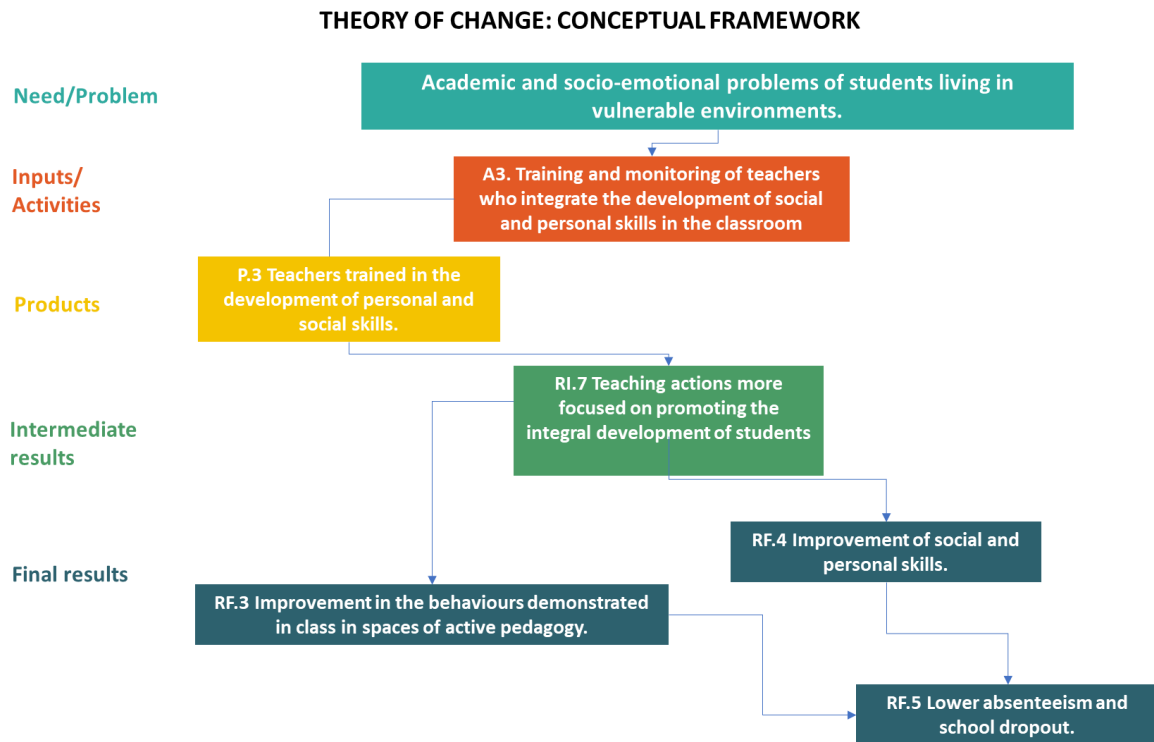 THEORY OF CHANGE: CONCEPTUAL FRAMEWORK
Need/Problem
Academic and socio-emotional problems of students living in
vulnerable environments.
Inputs/
Activities
A3. Training and monitoring of teachers
who integrate the development of social
and personal skills in the classroom
Products
P.3 Teachers trained in the
development of personal and
social skills.
Intermediate
results
RI.7 Teaching actions more
focused on promoting the
integral development of students
Final results
RF.4 Improvement of social and
personal skills.
RF.3 Improvement in the behaviours demonstrated
in class in spaces of active pedagogy.
RF.5 Lower absenteeism and
school dropout.